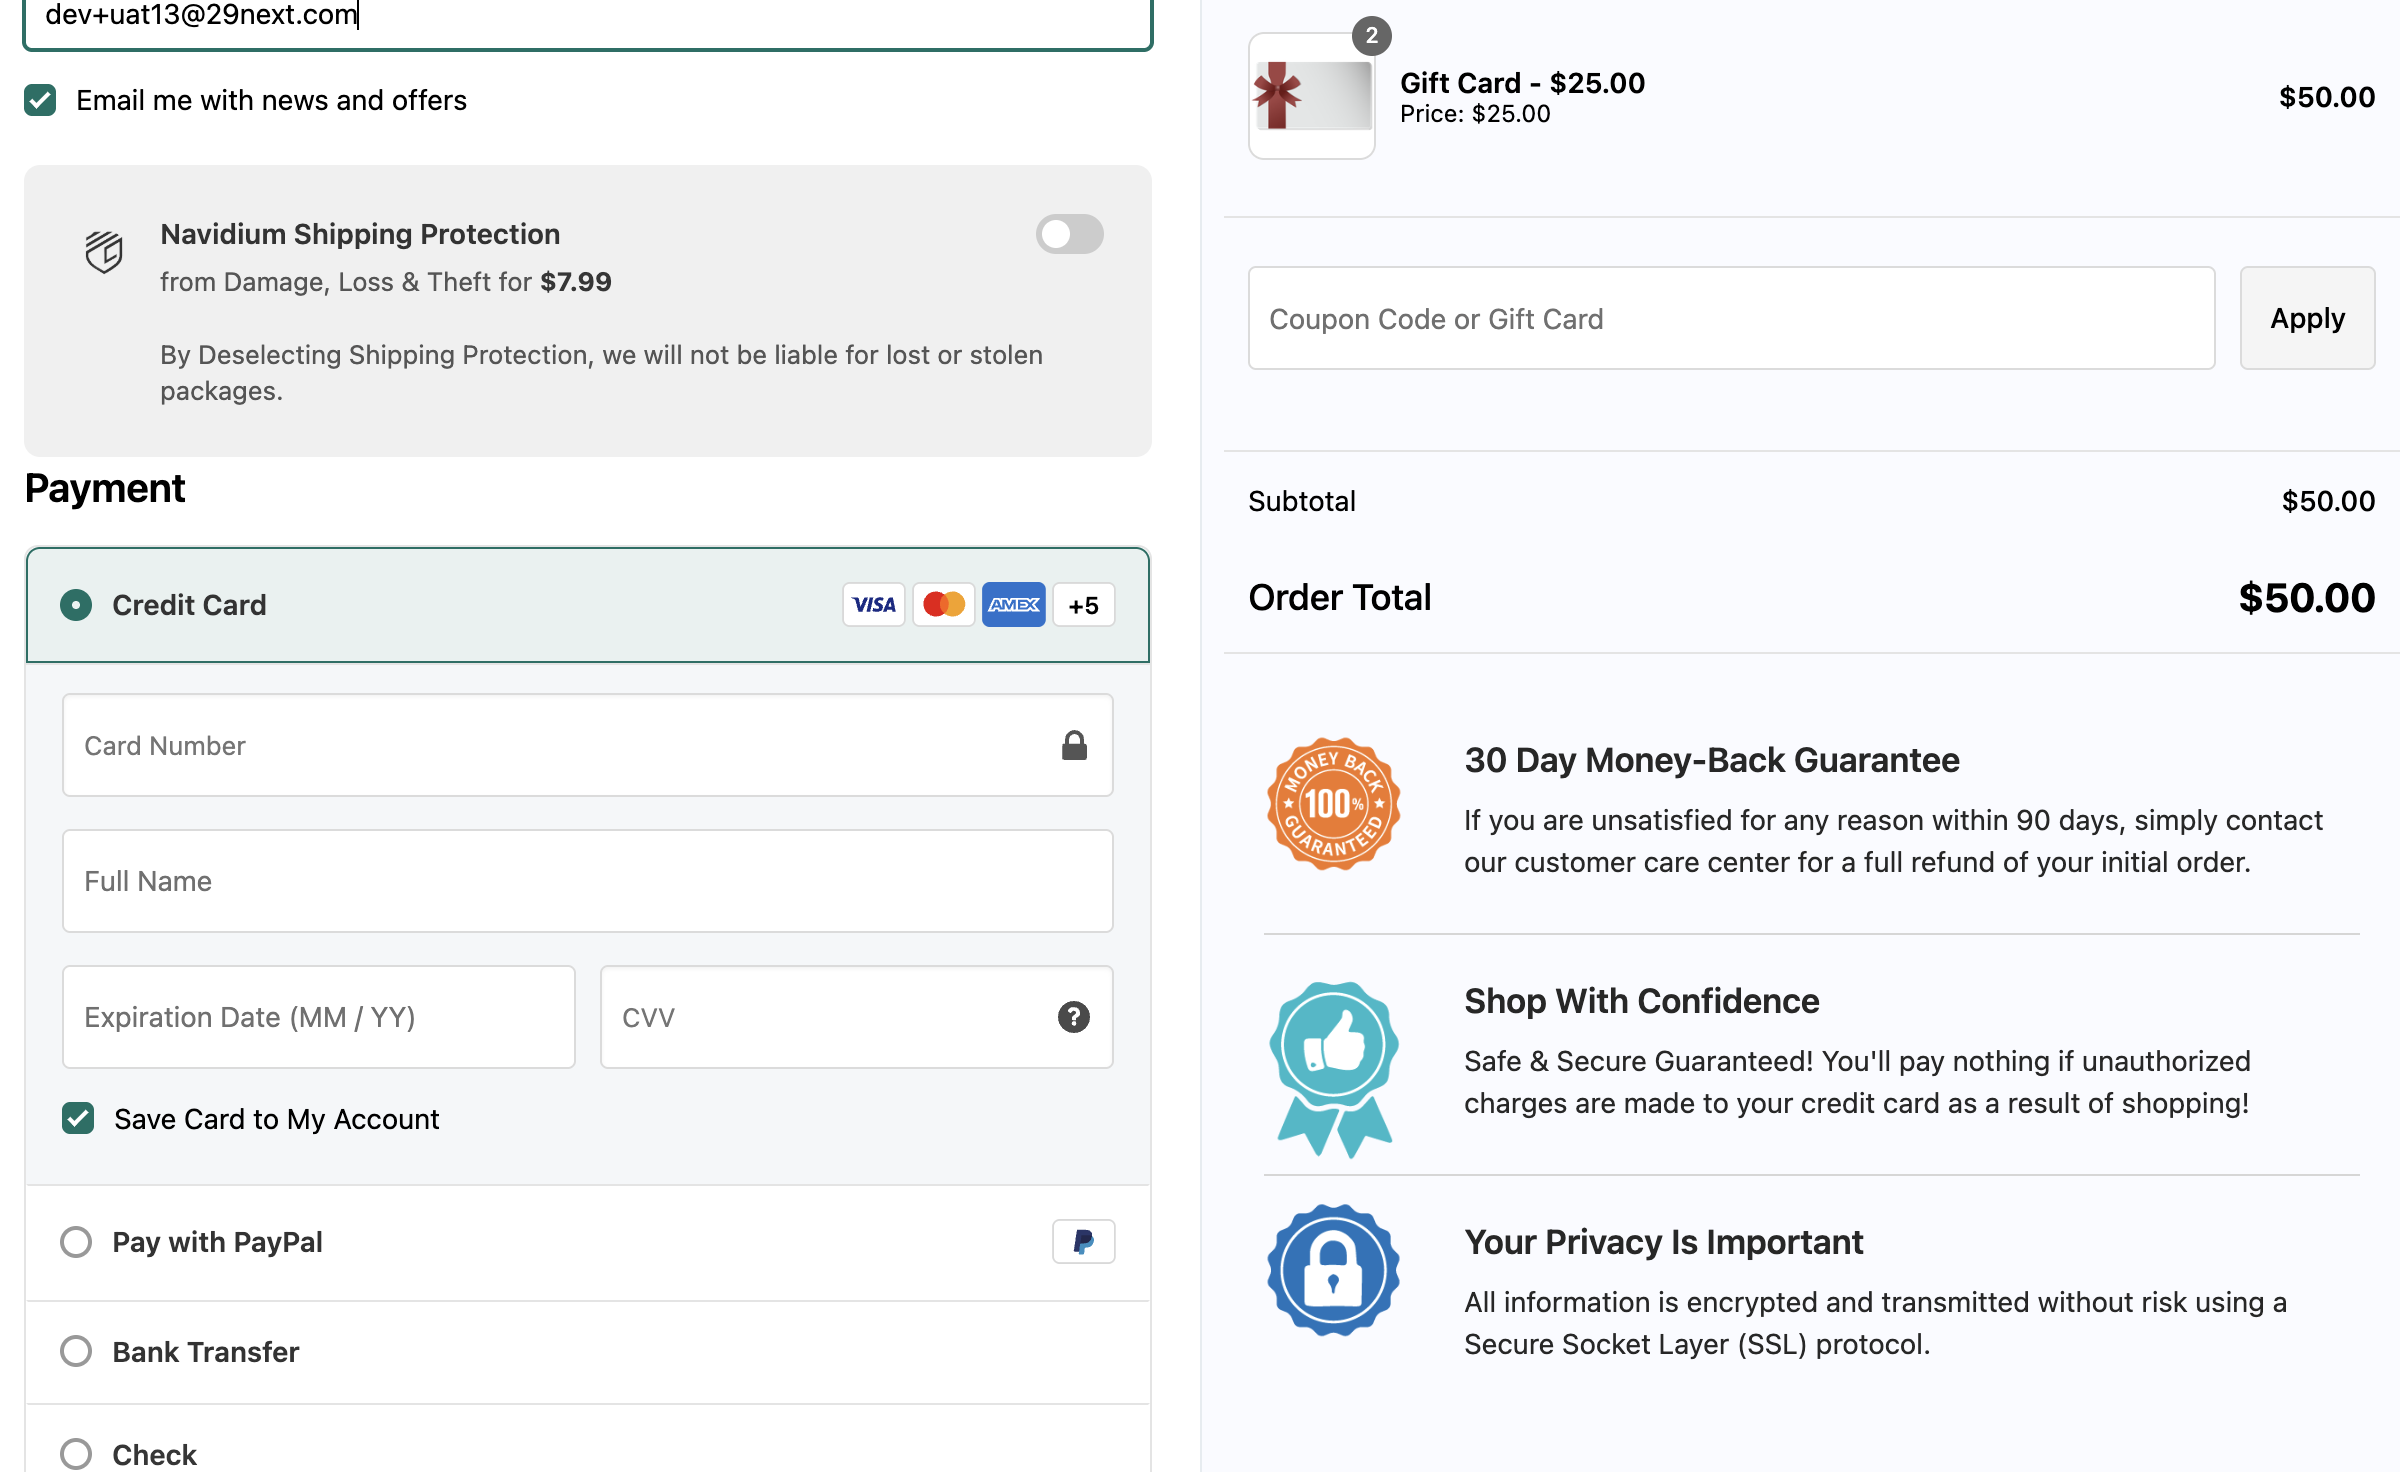 dev+uat13@29next.com
Email me with news and offers
Navidium Shipping Protection
from Damage, Loss & Theft for $7.99
By Deselecting Shipping Protection, we will not be liable for lost or stolen
packages.
Payment
Credit Card
VISA
AMEX
+5
Card Number
Full Name
Expiration Date (MM / YY)
CVV
?
Save Card to My Account
Pay with PayPal
Bank Transfer
Check
2
Gift Card - $25.00
Price: $25.00
$50.00
Coupon Code or Gift Card
Apply
Subtotal
$50.00
Order Total
$50.00
MONEY BACK
100%
GUARANTEED
30 Day Money-Back Guarantee
If you are unsatisfied for any reason within 90 days, simply contact
our customer care center for a full refund of your initial order.
Shop With Confidence
Safe & Secure Guaranteed! You'll pay nothing if unauthorized
charges are made to your credit card as a result of shopping!
Your Privacy Is Important
All information is encrypted and transmitted without risk using a
Secure Socket Layer (SSL) protocol.